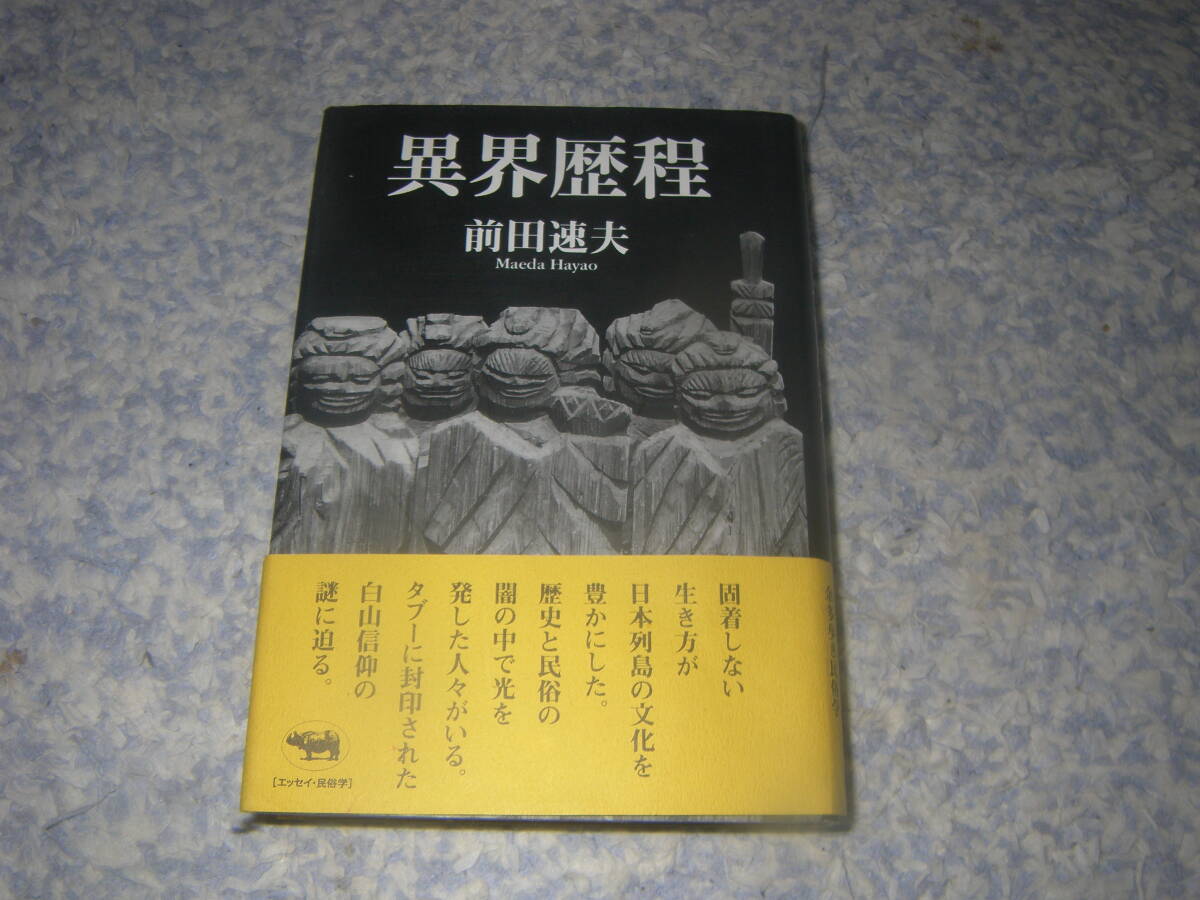 異界歴程
前田速夫
Maeda Hayao
固着しない
生き方が
日本列島の文化を
豊かにした。
歴史と民俗の
闇の中で光を
発した人々がいる。
タブーに封印された
白山信仰の
謎に迫る。
［エッセイ・民俗学］